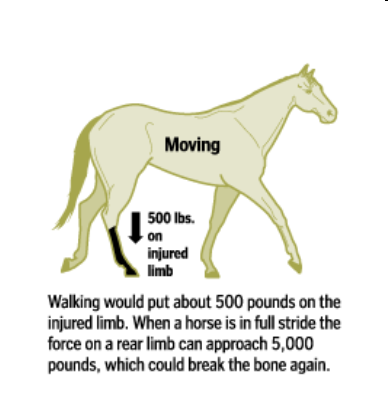 Moving
500 lbs.
on
injured
limb
Walking would put about 500 pounds on the
injured limb. When a horse is in full stride the
force on a rear limb can approach 5,000
pounds, which could break the bone again.